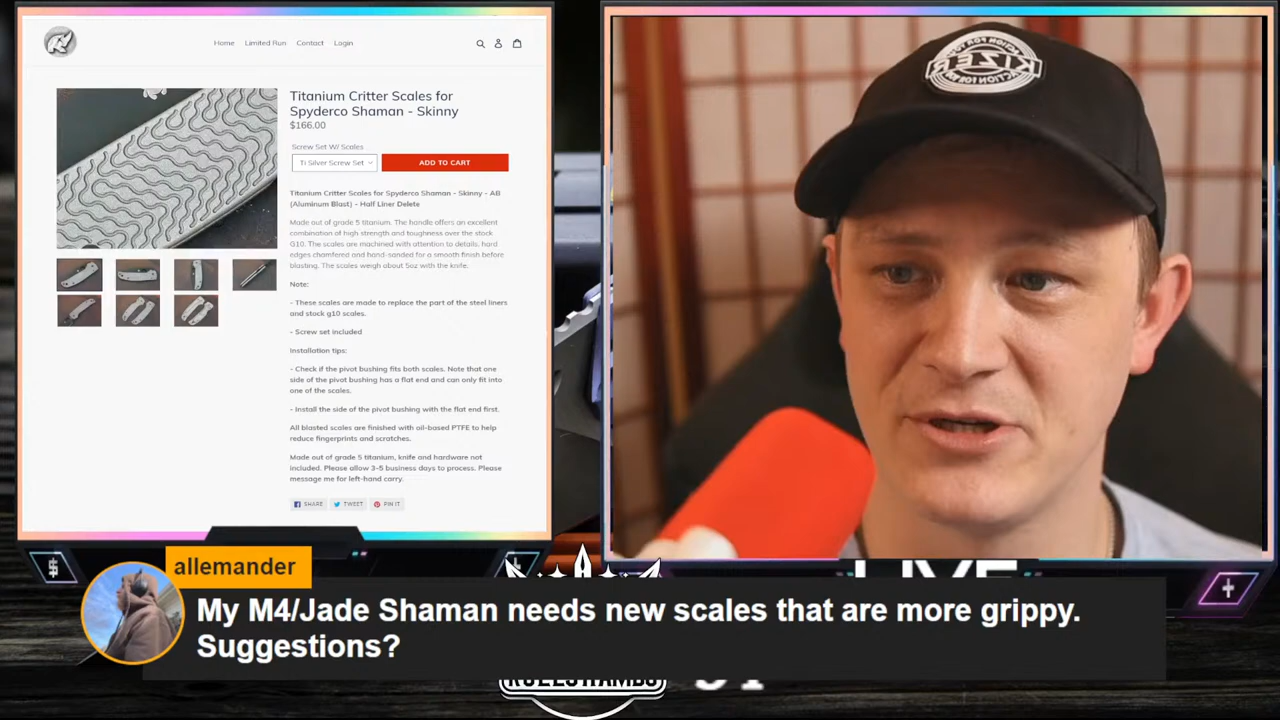 Home Limited Run Contact Login
Titanium Critter Scales for
Spyderco Shaman - Skinny
$166.00
Screw Set W/ Scales
Ti Silver Screw Set
ADD TO CART
Titanium Critter Scales for Spyderco Shaman - Skinny - AB
(Aluminum Blast) - Half Liner Delete
Made out of grade 5 titanium. The handle offers an excellent
combination of high strength and toughness over the stock
G10. The scales are machined with attention to details, hard
edges chamfered and hand-sanded for a smooth finish before
blasting. The scales weigh about 5oz with the knife.
Note:
- These scales are made to replace the part of the steel liners
and stock g10 scales.
- Screw set included
Installation tips:
- Check if the pivot bushing fits both scales. Note that one
side of the pivot bushing has a flat end and can only fit into
one of the scales.
- Install the side of the pivot bushing with the flat end first.
All blasted scales are finished with oil-based PTFE to help
reduce fingerprints and scratches.
Made out of grade 5 titanium, knife and hardware not
included. Please allow 3-5 business days to process. Please
message me for left-hand carry.
SHARE TWEET PIN IT
KIZER
$
LIVE
allemander
My M4/Jade Shaman needs new scales that are more grippy.
Suggestions?